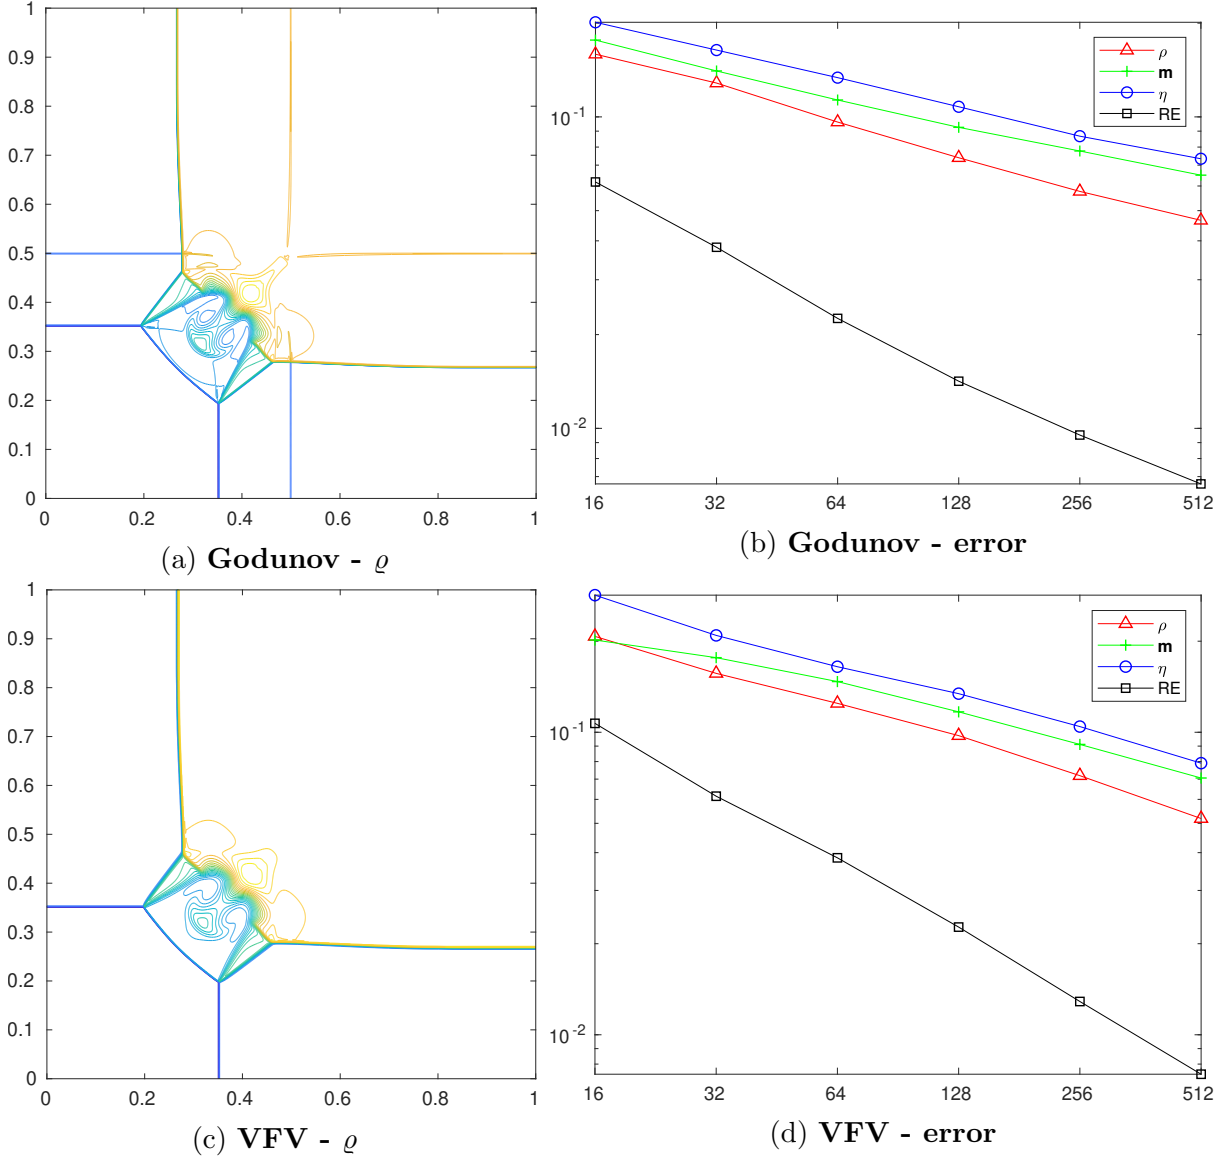 1
0.9
0.8
0.7
0.6
0.5
0.4
0.3
0.2
0.1
0
0 0.2 0.4 0.6 0.8 1
(a) Godunov - ϱ
10^-1
10^-2
16 32 64 128 256 512
ρ
m
η
RE
(b) Godunov - error
1
0.9
0.8
0.7
0.6
0.5
0.4
0.3
0.2
0.1
0
0 0.2 0.4 0.6 0.8 1
(c) VFV - ϱ
10^-1
10^-2
16 32 64 128 256 512
ρ
m
η
RE
(d) VFV - error